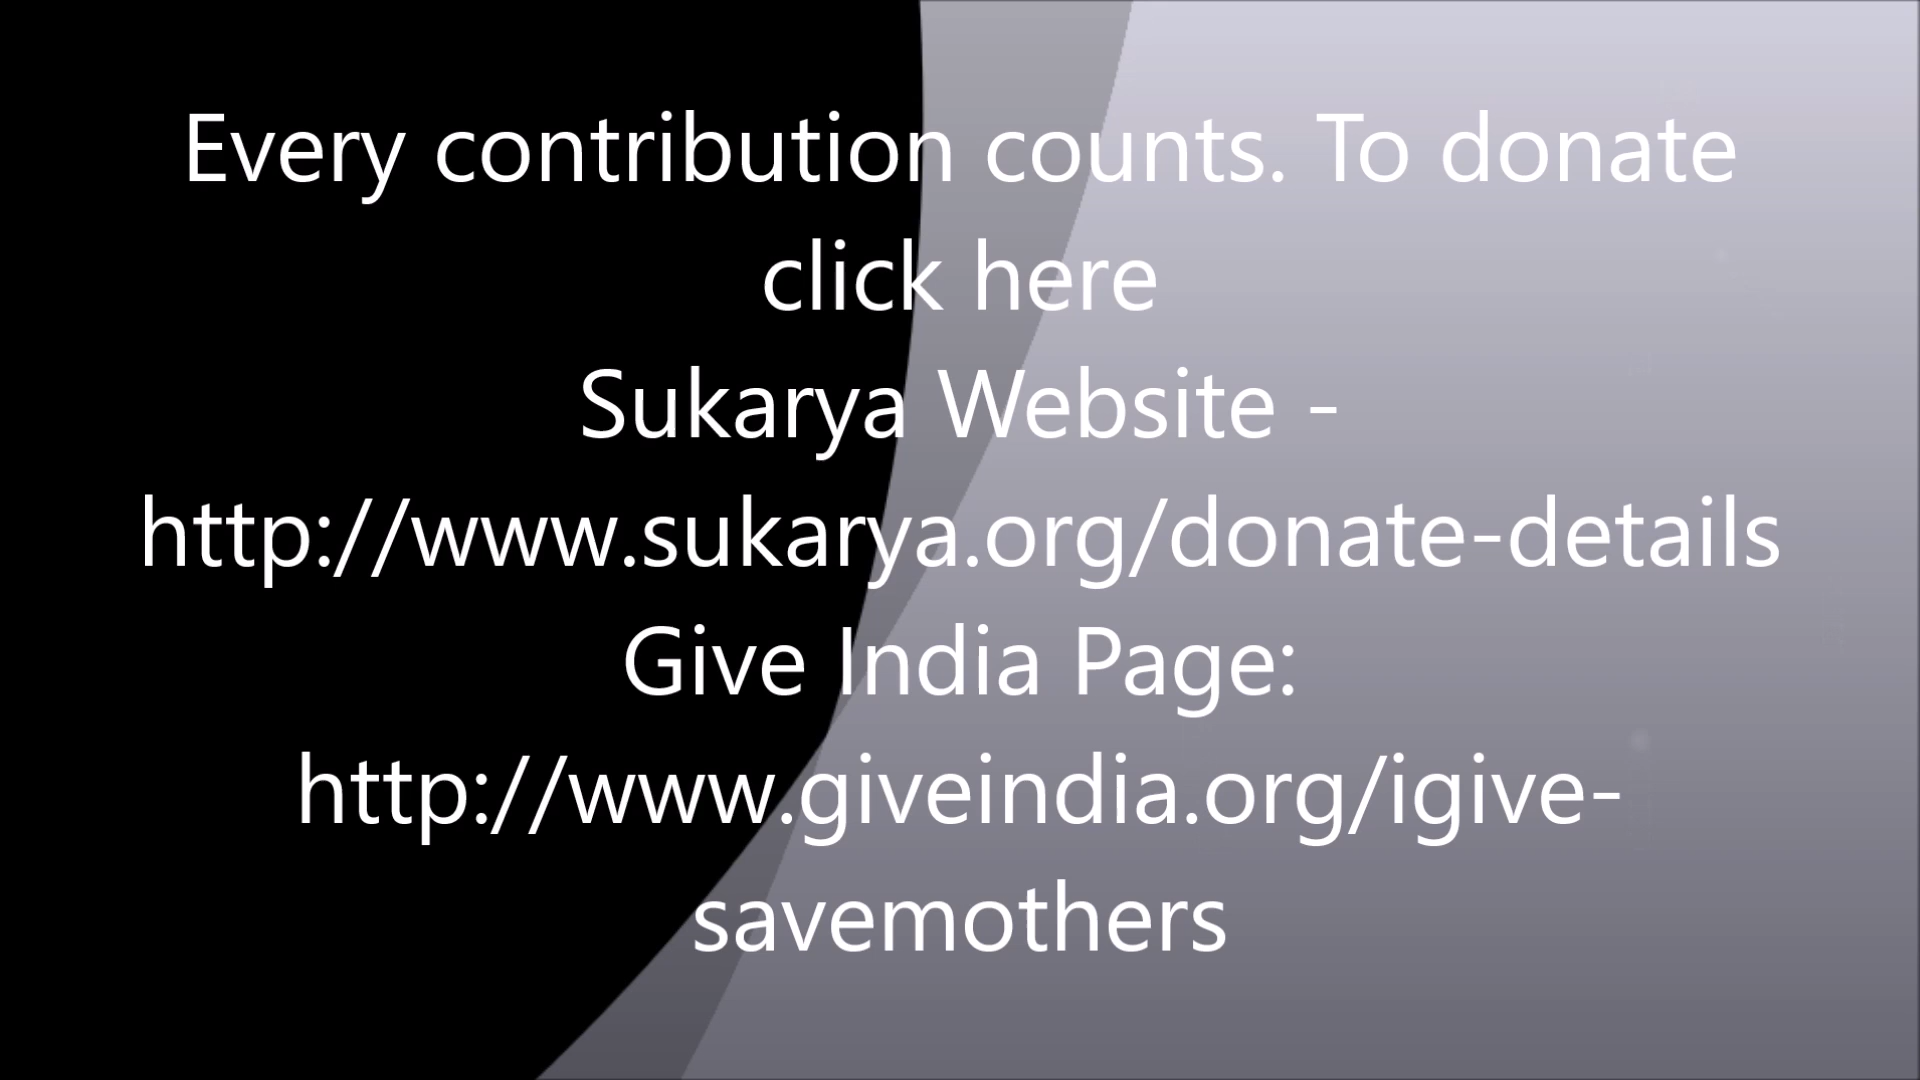 Every contribution counts. To donate
click here
Sukarya Website -
http://www.sukarya.org/donate-details
Give India Page:
http://www.giveindia.org/igive-
savemothers